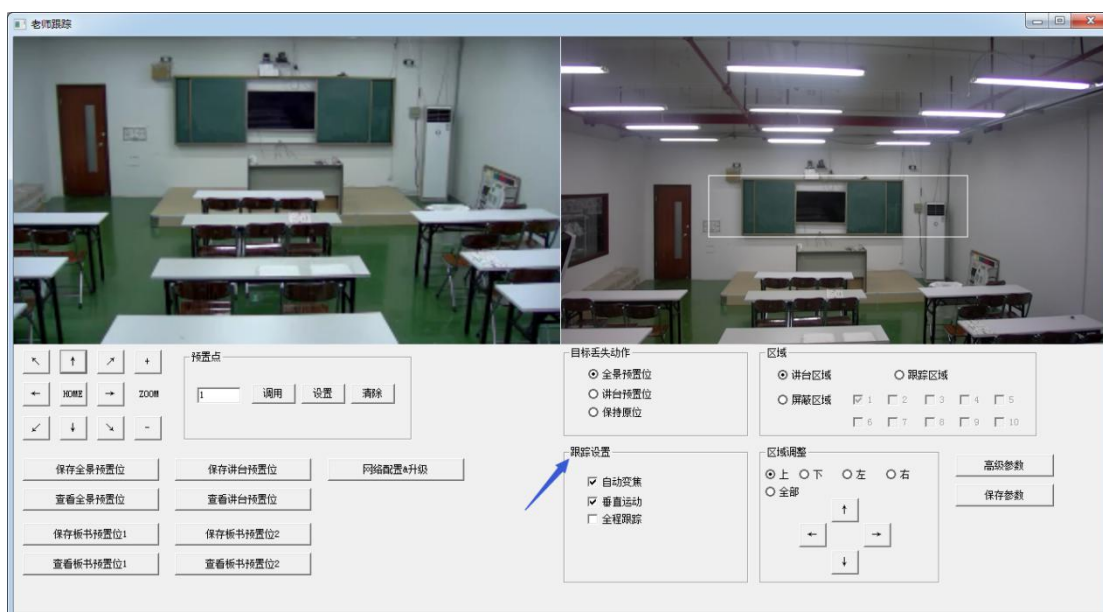 老师跟踪
↖ ↑ ↗ +
← HOME → ZOOM
↙ ↓ ↘ -
预置点
1 调用 设置 清除
保存全景预置位 保存讲台预置位 网络配置&升级
查看全景预置位 查看讲台预置位
保存板书预置位1 保存板书预置位2
查看板书预置位1 查看板书预置位2
目标丢失动作
全景预置位
讲台预置位
保持原位
跟踪设置
自动变焦
垂直运动
全程跟踪
区域
讲台区域 跟踪区域
屏蔽区域 1 2 3 4 5
6 7 8 9 10
区域调整
上 下 左 右
全部
↑
← →
↓
高级参数
保存参数